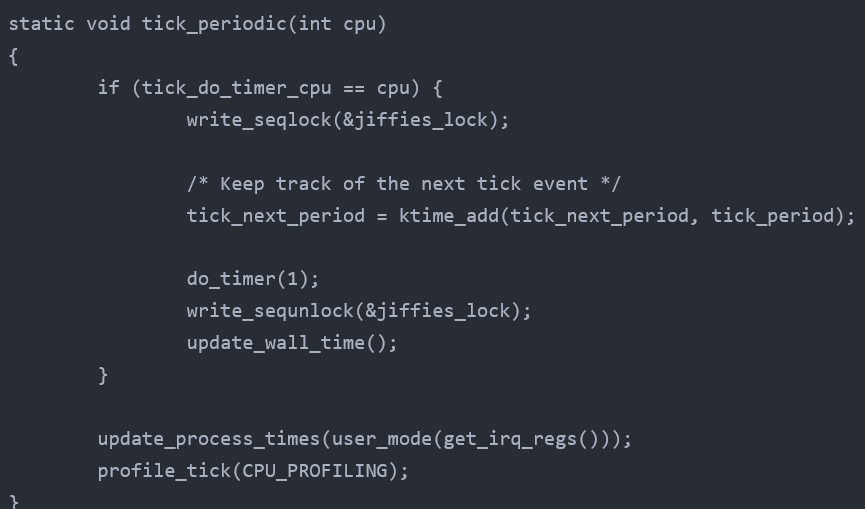 static void tick_periodic(int cpu)
{
        if (tick_do_timer_cpu == cpu) {
                write_seqlock(&jiffies_lock);

                /* Keep track of the next tick event */
                tick_next_period = ktime_add(tick_next_period, tick_period);

                do_timer(1);
                write_sequnlock(&jiffies_lock);
                update_wall_time();
        }

        update_process_times(user_mode(get_irq_regs()));
        profile_tick(CPU_PROFILING);
}